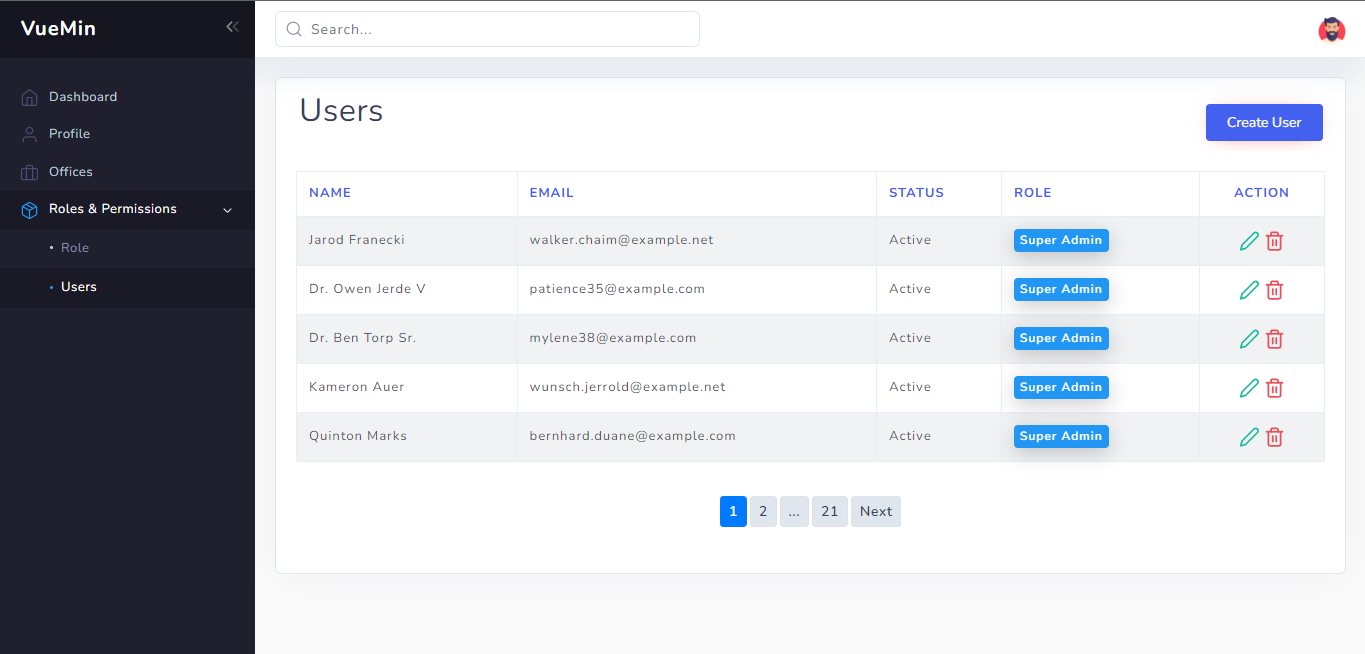 VueMin
Search...
Dashboard
Profile
Offices
Roles & Permissions
Role
Users
Users
Create User
NAME EMAIL STATUS ROLE ACTION
Jarod Franecki walker.chaim@example.net Active Super Admin
Dr. Owen Jerde V patience35@example.com Active Super Admin
Dr. Ben Torp Sr. mylene38@example.com Active Super Admin
Kameron Auer wunsch.jerrold@example.net Active Super Admin
Quinton Marks bernhard.duane@example.com Active Super Admin
1 2 ... 21 Next